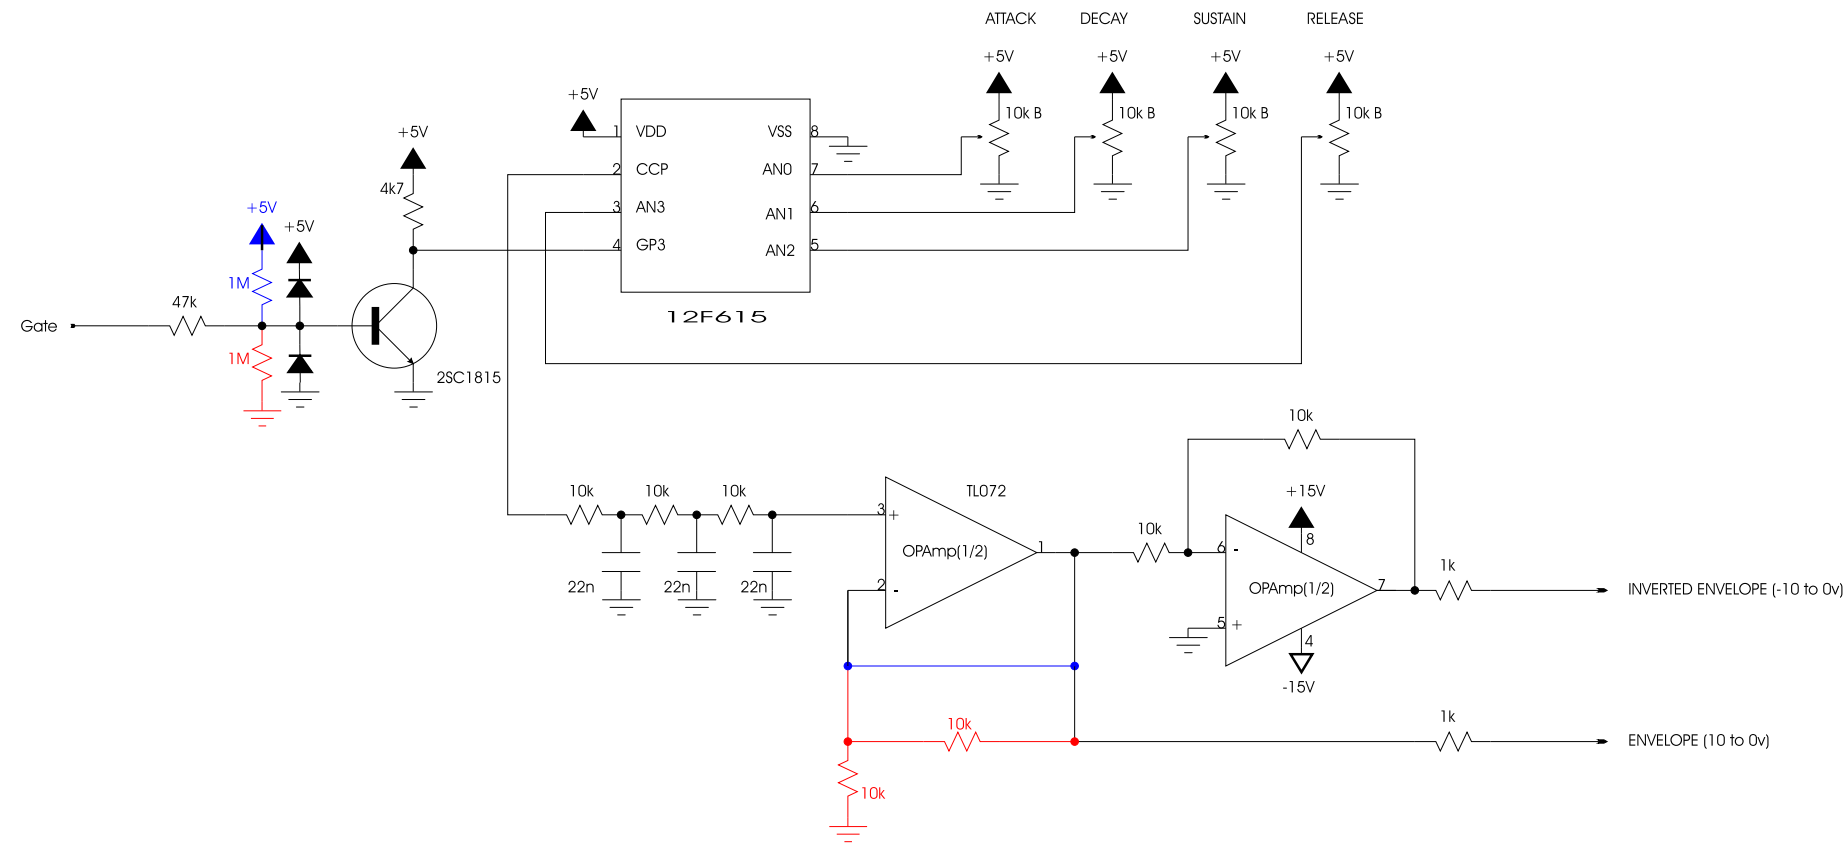 ATTACK DECAY SUSTAIN RELEASE
+5V +5V +5V +5V
10k B 10k B 10k B 10k B
+5V
1 VDD VSS 8
2 CCP AN0 7
3 AN3 AN1 6
4 GP3 AN2 5
12F615
+5V
4k7
+5V
+5V
1M
47k
Gate
1M
2SC1815
10k
10k 10k 10k
TL072
+15V
3 +
OPAmp(1/2)
1
10k
8
6 -
22n 22n 22n
2 -
OPAmp(1/2)
7
1k
INVERTED ENVELOPE (-10 to 0v)
5 +
4
-15V
10k
1k
ENVELOPE (10 to 0v)
10k